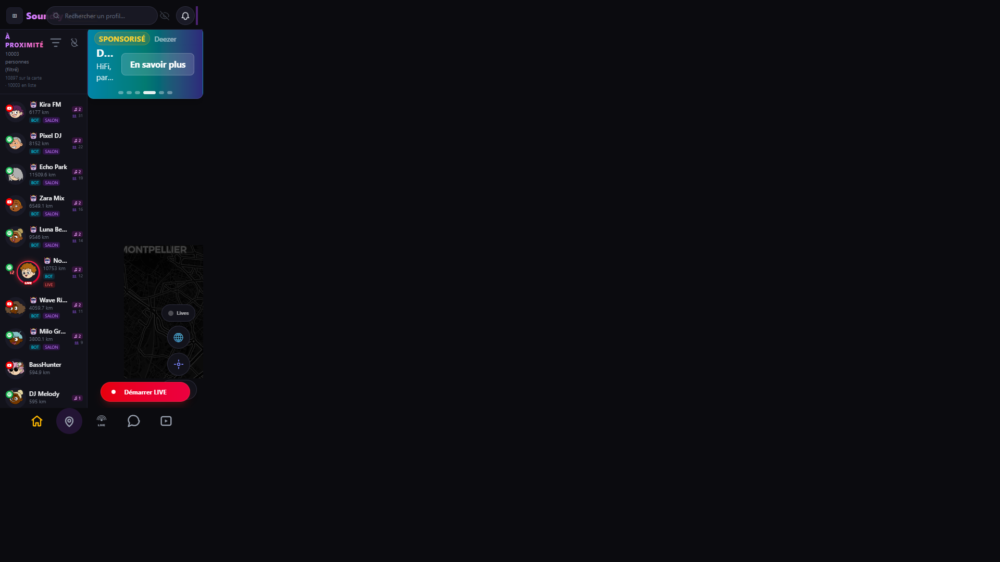 Rechercher un profil...
À
PROXIMITÉ
10003
personnes
(filtré)
10897 sur la carte
· 10003 en liste
SPONSORISÉ Deezer
D...
HiFi,
par...
En savoir plus
Kira FM
6177 km
BOT SALON
2
31
Pixel DJ
8152 km
BOT SALON
2
22
Echo Park
11509.6 km
BOT SALON
2
19
Zara Mix
6549.1 km
BOT SALON
2
16
Luna Be...
9546 km
BOT SALON
2
14
12
LIVE
No...
10753 km
BOT
LIVE
2
12
Wave Ri...
4059.7 km
BOT SALON
2
11
Milo Gr...
3800.1 km
BOT SALON
2
9
BassHunter
594.9 km
DJ Melody
595 km
1
MONTPELLIER
Lives
Démarrer LIVE
LIVE